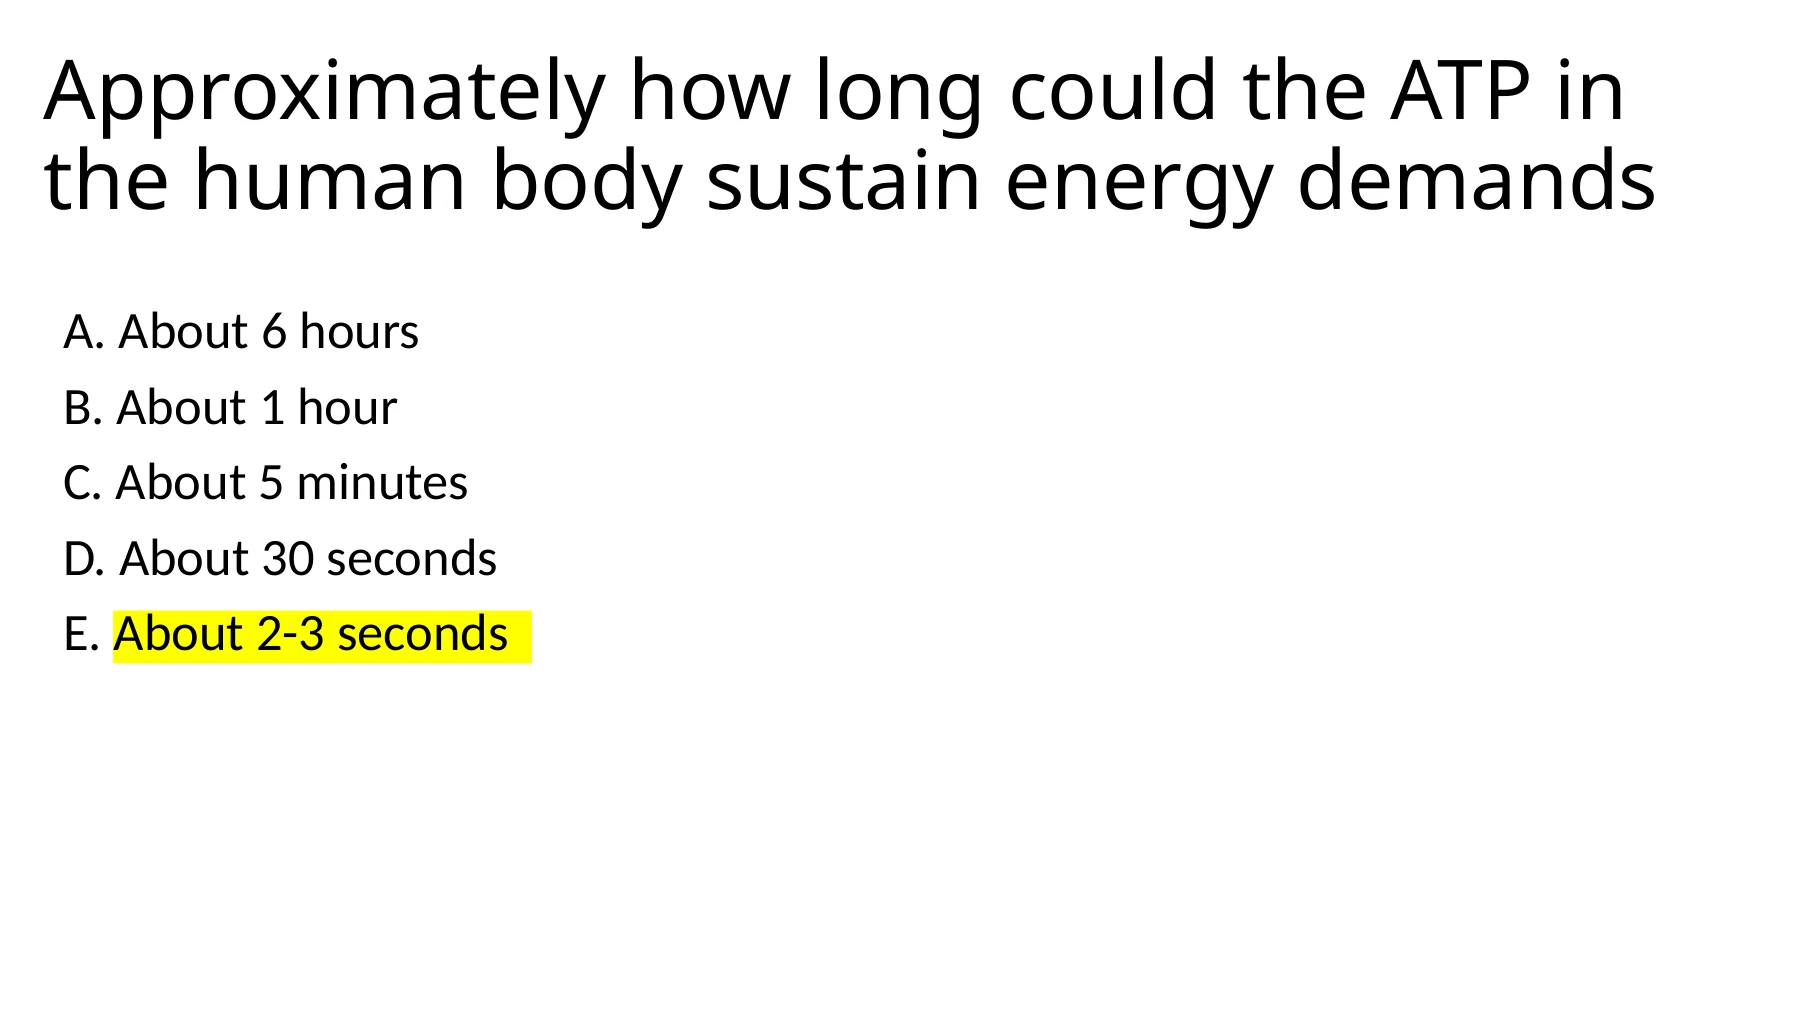 Approximately how long could the ATP in
the human body sustain energy demands
A. About 6 hours
B. About 1 hour
C. About 5 minutes
D. About 30 seconds
E. About 2-3 seconds